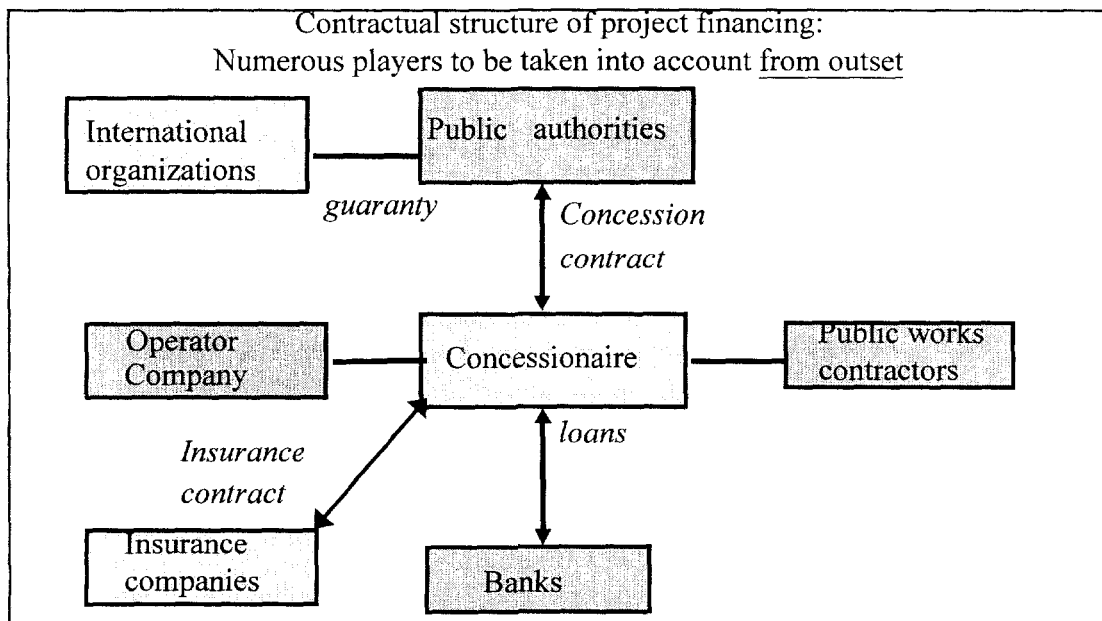 Contractual structure of project financing:
Numerous players to be taken into account from outset
International
organizations
Public authorities
guaranty
Concession
contract
Operator
Company
Concessionaire
Public works
contractors
Insurance
contract
loans
Insurance
companies
Banks